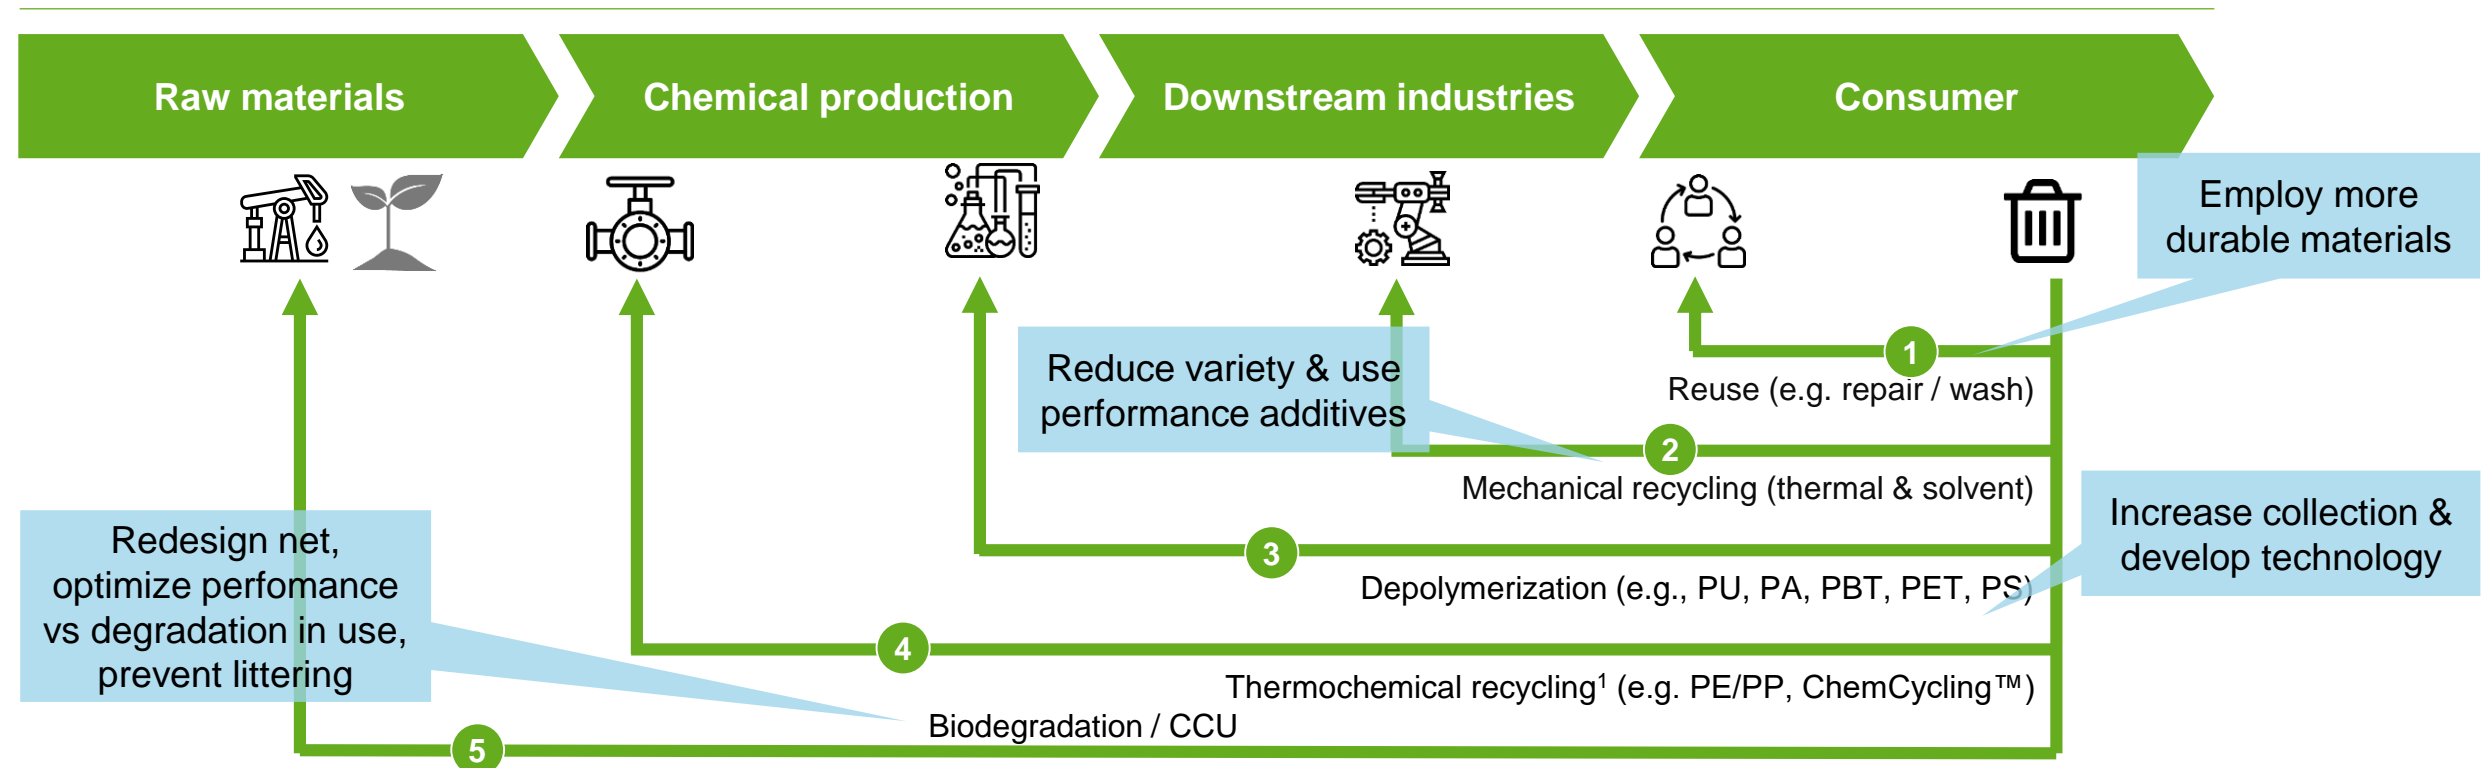 Raw materials
Chemical production
Downstream industries
Consumer
Employ more
durable materials
1
Reuse (e.g. repair / wash)
Reduce variety & use
performance additives
2
Mechanical recycling (thermal & solvent)
Increase collection &
develop technology
3
Depolymerization (e.g., PU, PA, PBT, PET, PS)
Redesign net,
optimize perfomance
vs degradation in use,
prevent littering
4
Thermochemical recycling¹ (e.g. PE/PP, ChemCycling™)
Biodegradation / CCU
5